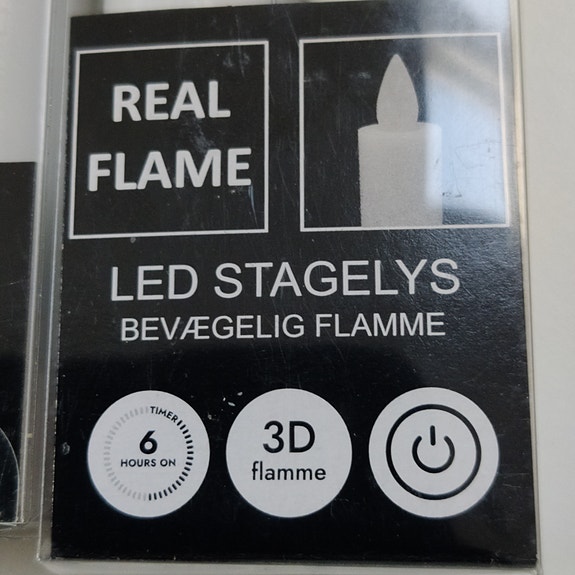 REAL
FLAME
LED STAGELYS
BEVÆGELIG FLAMME
TIMER
6
HOURS ON
3D
flamme